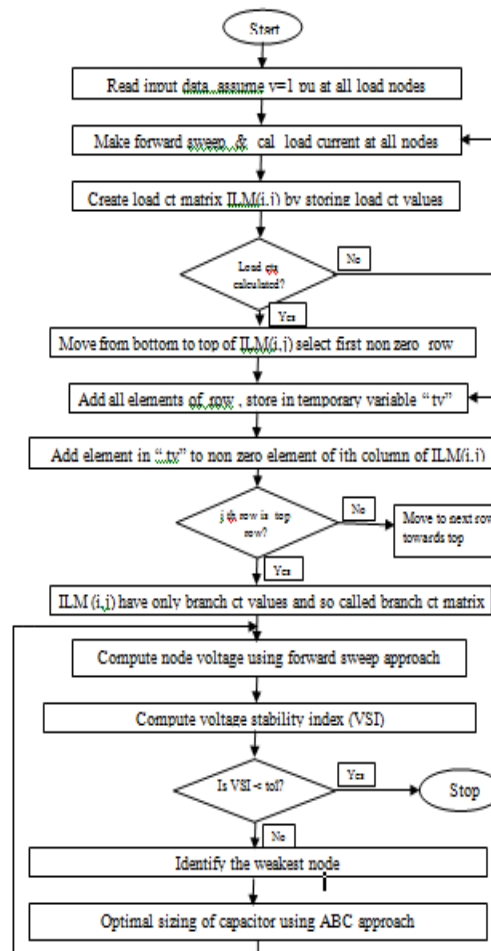 Start
Read input data assume v=1 pu at all load nodes
Make forward sweep & cal load current at all nodes
Create load ct matrix ILM(i,j) by storing load ct values
Load cts
calculated?
No
Yes
Move from bottom to top of ILM(i,j) select first non zero row
Add all elements of row , store in temporary variable “ tv”
Add element in “ tv” to non zero element of jth column of ILM(i,j)
j th row is top
row?
No
Move to next row
towards top
Yes
ILM (i,j) have only branch ct values and so called branch ct matrix
Compute node voltage using forward sweep approach
Compute voltage stability index (VSI)
Is VSI < tol?
Yes
Stop
No
Identify the weakest node
Optimal sizing of capacitor using ABC approach